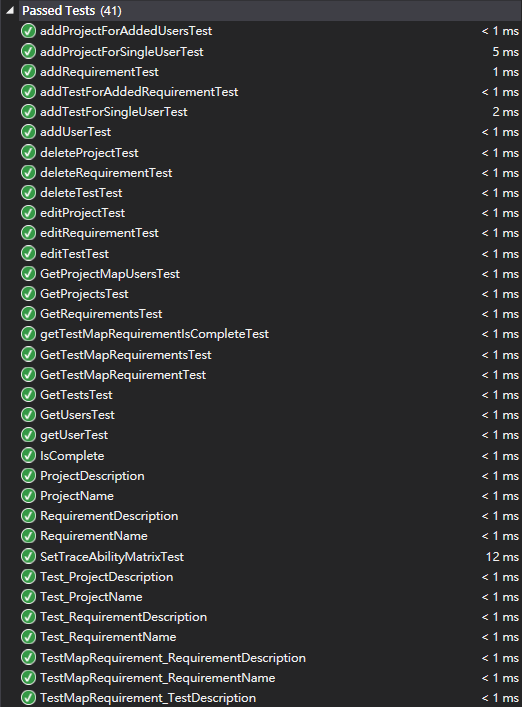 Passed Tests (41)
addProjectForAddedUsersTest < 1 ms
addProjectForSingleUserTest 5 ms
addRequirementTest 1 ms
addTestForAddedRequirementTest < 1 ms
addTestForSingleUserTest 2 ms
addUserTest < 1 ms
deleteProjectTest < 1 ms
deleteRequirementTest < 1 ms
deleteTestTest < 1 ms
editProjectTest < 1 ms
editRequirementTest < 1 ms
editTestTest < 1 ms
GetProjectMapUsersTest < 1 ms
GetProjectsTest < 1 ms
GetRequirementsTest < 1 ms
getTestMapRequirementIsCompleteTest < 1 ms
GetTestMapRequirementsTest < 1 ms
GetTestMapRequirementTest < 1 ms
GetTestsTest < 1 ms
GetUsersTest < 1 ms
getUserTest < 1 ms
IsComplete < 1 ms
ProjectDescription < 1 ms
ProjectName < 1 ms
RequirementDescription < 1 ms
RequirementName < 1 ms
SetTraceAbilityMatrixTest 12 ms
Test_ProjectDescription < 1 ms
Test_ProjectName < 1 ms
Test_RequirementDescription < 1 ms
Test_RequirementName < 1 ms
TestMapRequirement_RequirementDescription < 1 ms
TestMapRequirement_RequirementName < 1 ms
TestMapRequirement_TestDescription < 1 ms